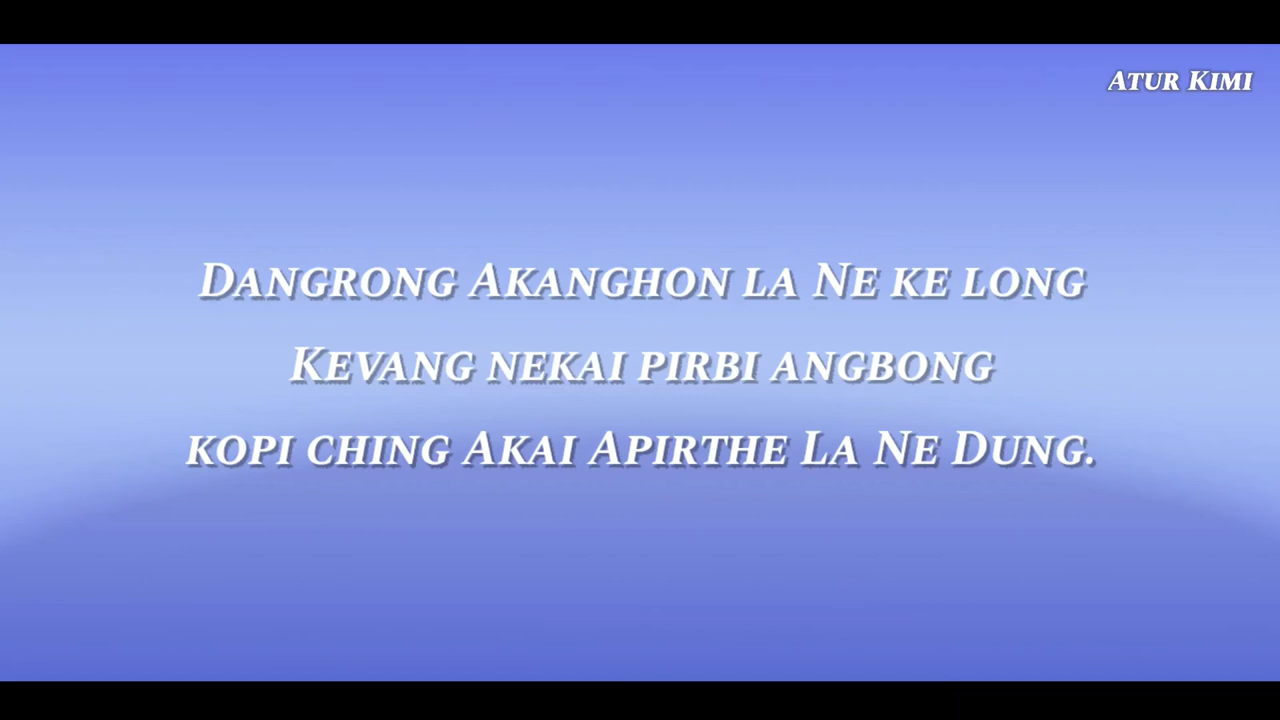 Atur Kimi
Dangrong Akanghon la Ne ke long
Kevang nekai pirbi angbong
kopi ching Akai Apirthe La Ne Dung.